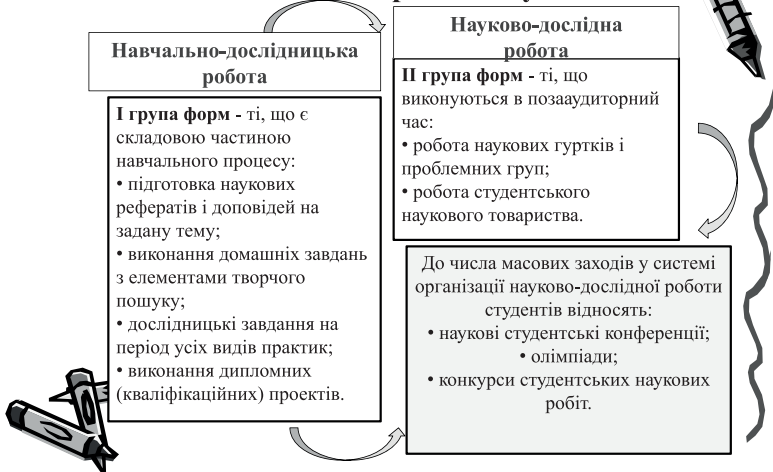 Навчально-дослідницька
робота
І група форм - ті, що є
складовою частиною
навчального процесу:
• підготовка наукових
рефератів і доповідей на
задану тему;
• виконання домашніх завдань
з елементами творчого
пошуку;
• дослідницькі завдання на
період усіх видів практик;
• виконання дипломних
(кваліфікаційних) проектів.
Науково-дослідна
робота
ІІ група форм - ті, що
виконуються в позааудиторний
час:
• робота наукових гуртків і
проблемних груп;
• робота студентського
наукового товариства.
До числа масових заходів у системі
організації науково-дослідної роботи
студентів відносять:
• наукові студентські конференції;
• олімпіади;
• конкурси студентських наукових
робіт.